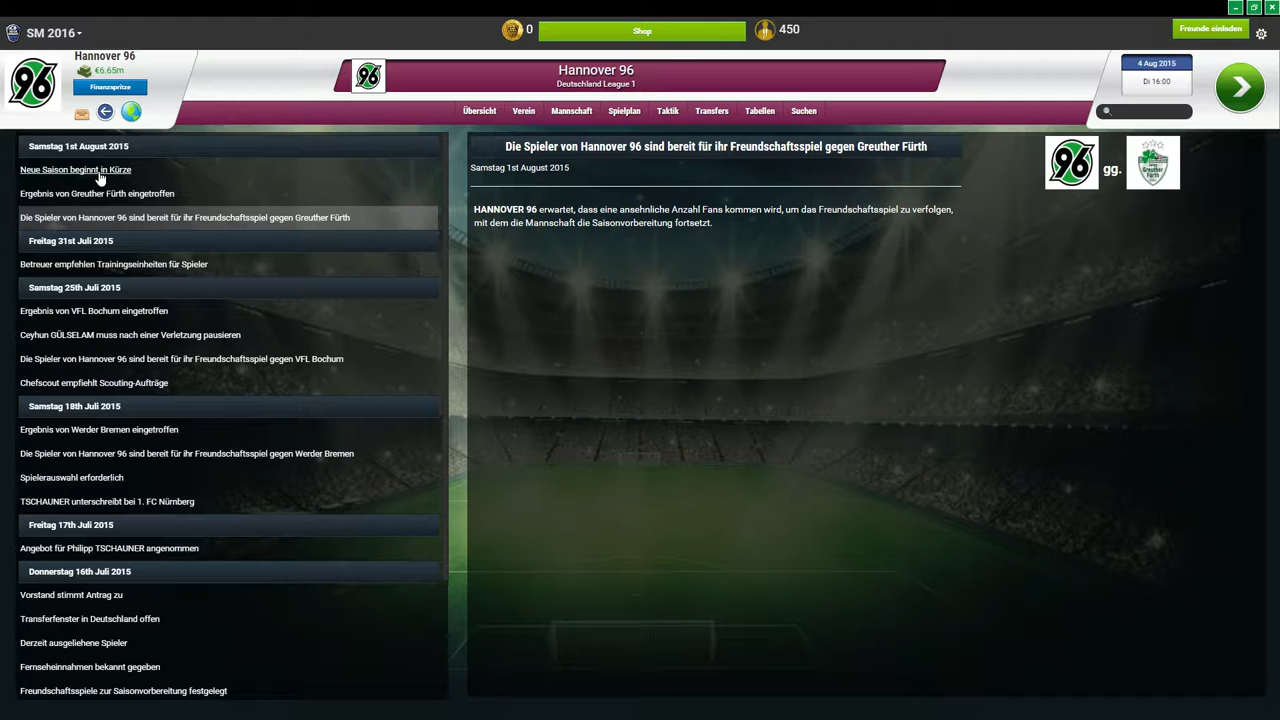 SM 2016
0
Shop
450
Freunde einladen
96
Hannover 96
€6.65m
Finanzspritze
96
Hannover 96
Deutschland League 1
4 Aug 2015
Di 16:00
Übersicht
Verein
Mannschaft
Spielplan
Taktik
Transfers
Tabellen
Suchen
Samstag 1st August 2015
Neue Saison beginnt in Kürze
Ergebnis von Greuther Fürth eingetroffen
Die Spieler von Hannover 96 sind bereit für ihr Freundschaftsspiel gegen Greuther Fürth
Freitag 31st Juli 2015
Betreuer empfehlen Trainingseinheiten für Spieler
Samstag 25th Juli 2015
Ergebnis von VFL Bochum eingetroffen
Ceyhun GÜLSELAM muss nach einer Verletzung pausieren
Die Spieler von Hannover 96 sind bereit für ihr Freundschaftsspiel gegen VFL Bochum
Chefscout empfiehlt Scouting-Aufträge
Samstag 18th Juli 2015
Ergebnis von Werder Bremen eingetroffen
Die Spieler von Hannover 96 sind bereit für ihr Freundschaftsspiel gegen Werder Bremen
Spielerauswahl erforderlich
TSCHAUNER unterschreibt bei 1. FC Nürnberg
Freitag 17th Juli 2015
Angebot für Philipp TSCHAUNER angenommen
Donnerstag 16th Juli 2015
Vorstand stimmt Antrag zu
Transferfenster in Deutschland offen
Derzeit ausgeliehene Spieler
Fernseheinnahmen bekannt gegeben
Freundschaftsspiele zur Saisonvorbereitung festgelegt
Die Spieler von Hannover 96 sind bereit für ihr Freundschaftsspiel gegen Greuther Fürth
Samstag 1st August 2015
HANNOVER 96 erwartet, dass eine ansehnliche Anzahl Fans kommen wird, um das Freundschaftsspiel zu verfolgen,
mit dem die Mannschaft die Saisonvorbereitung fortsetzt.
96
gg.